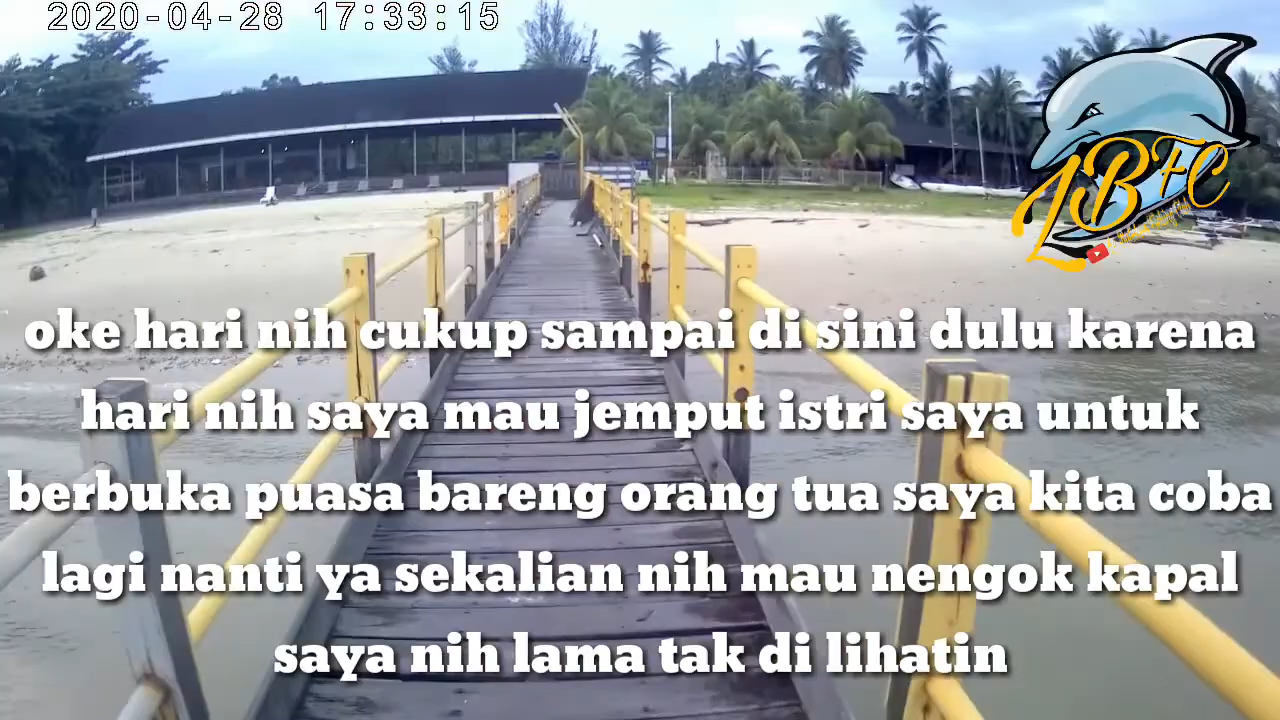 2020-04-28 17:33:15
LBFC
oke hari nih cukup sampai di sini dulu karena
hari nih saya mau jemput istri saya untuk
berbuka puasa bareng orang tua saya kita coba
lagi nanti ya sekalian nih mau nengok kapal
saya nih lama tak di lihatin